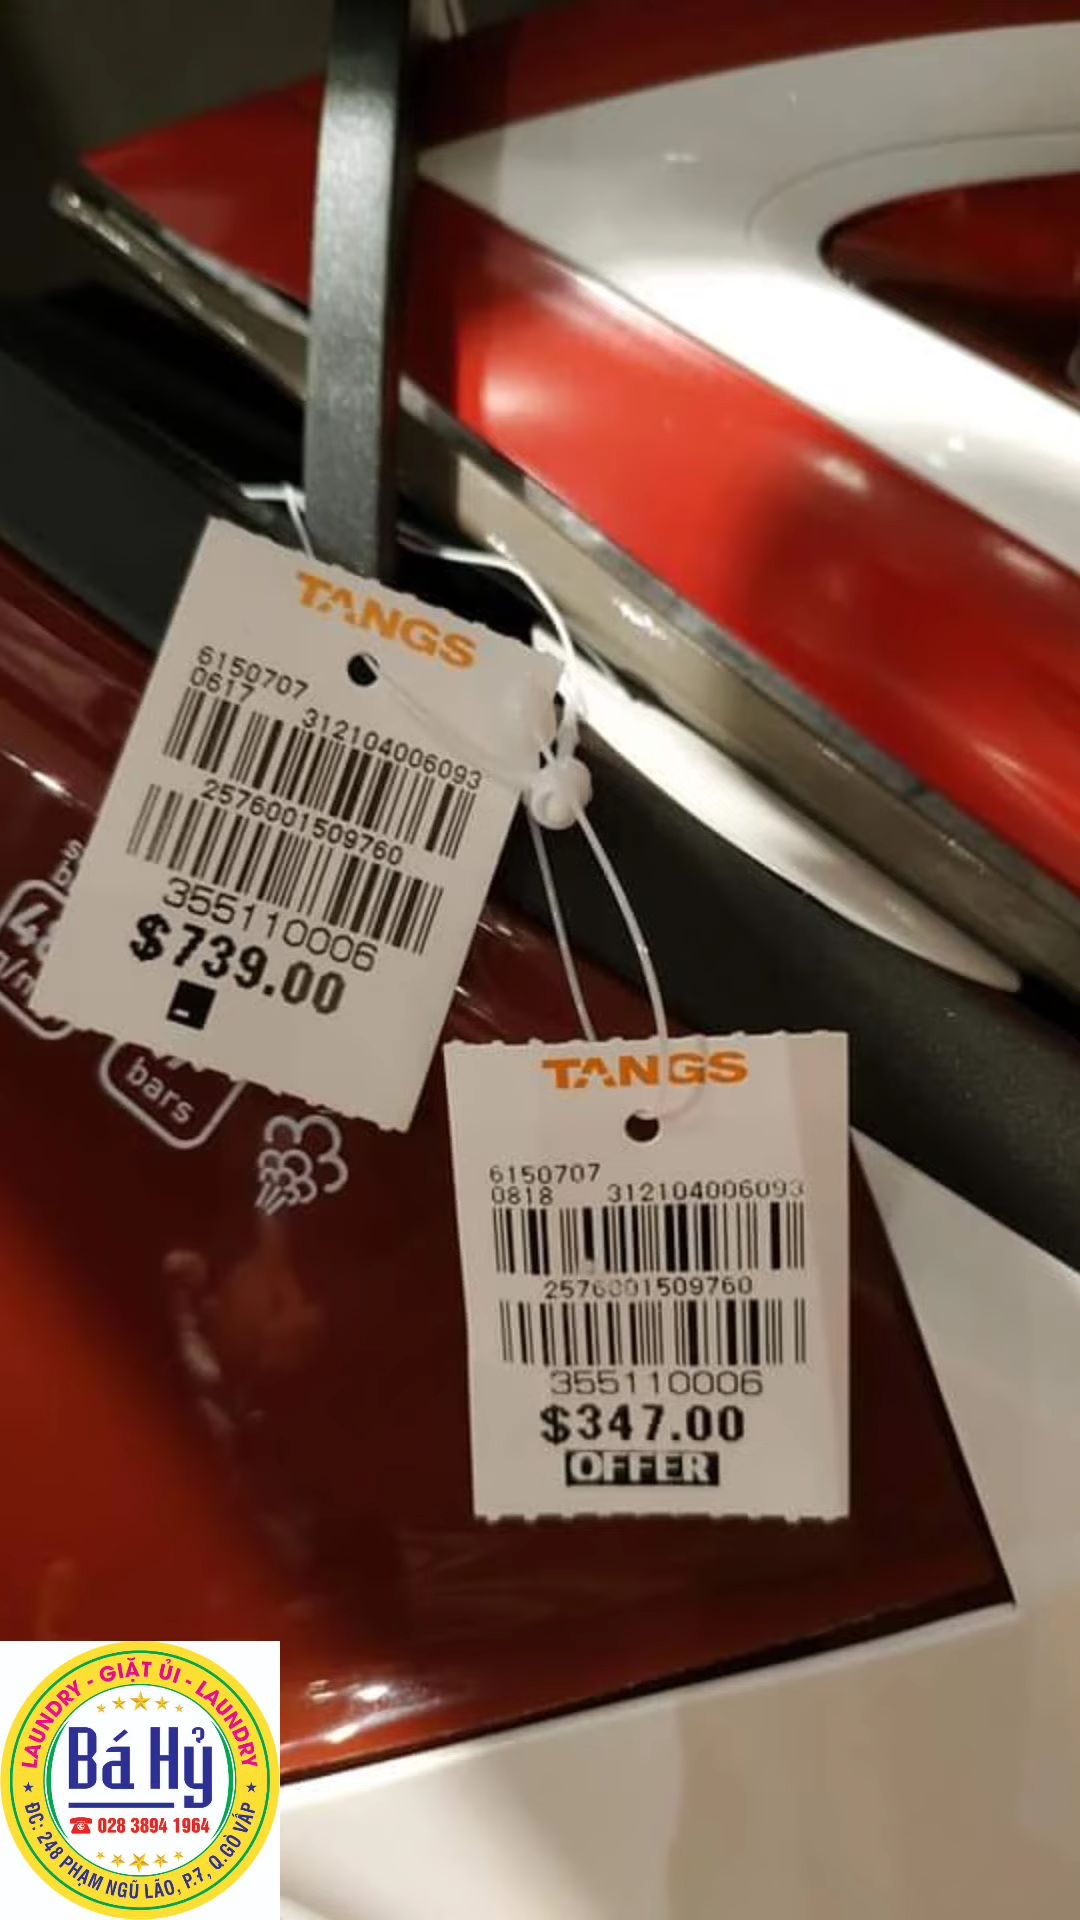 TANGS
6150707
0617
312104006093
2576001509760
355110006
$739.00
bars
TANGS
6150707
0818 312104006093
2576001509760
355110006
$347.00
OFFER
LAUNDRY - GIẶT ỦI - LAUNDRY
Bá Hỷ
☎ 028 3894 1964
ĐC: 248 PHẠM NGŨ LÃO, P.7, Q.GÒ VẤP